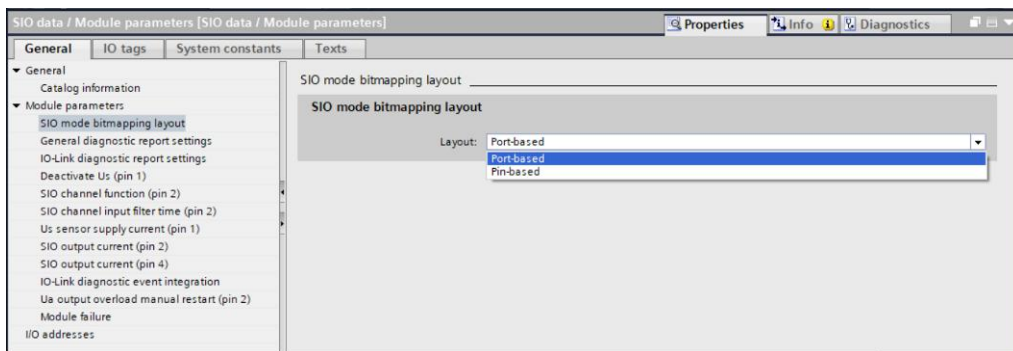 SIO data / Module parameters [SIO data / Module parameters]
Properties
Info
Diagnostics
General
IO tags
System constants
Texts
General
Catalog information
Module parameters
SIO mode bitmapping layout
General diagnostic report settings
IO-Link diagnostic report settings
Deactivate Us (pin 1)
SIO channel function (pin 2)
SIO channel input filter time (pin 2)
Us sensor supply current (pin 1)
SIO output current (pin 2)
SIO output current (pin 4)
IO-Link diagnostic event integration
Ua output overload manual restart (pin 2)
Module failure
I/O addresses
SIO mode bitmapping layout
SIO mode bitmapping layout
Layout: Port-based
Port-based
Pin-based